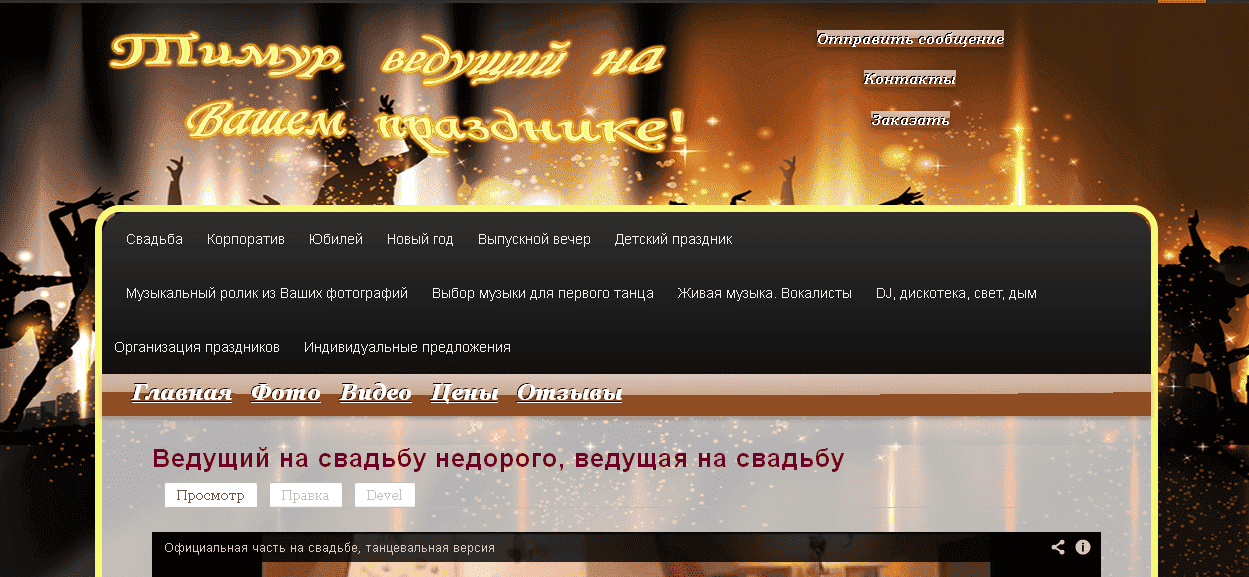 Тимур, ведущий на
Вашем празднике!
Отправить сообщение
Контакты
Заказать
Свадьба Корпоратив Юбилей Новый год Выпускной вечер Детский праздник
Музыкальный ролик из Ваших фотографий Выбор музыки для первого танца Живая музыка. Вокалисты DJ, дискотека, свет, дым
Организация праздников Индивидуальные предложения
Главная Фото Видео Цены Отзывы
Ведущий на свадьбу недорого, ведущая на свадьбу
Просмотр Правка Devel
Официальная часть на свадьбе, танцевальная версия